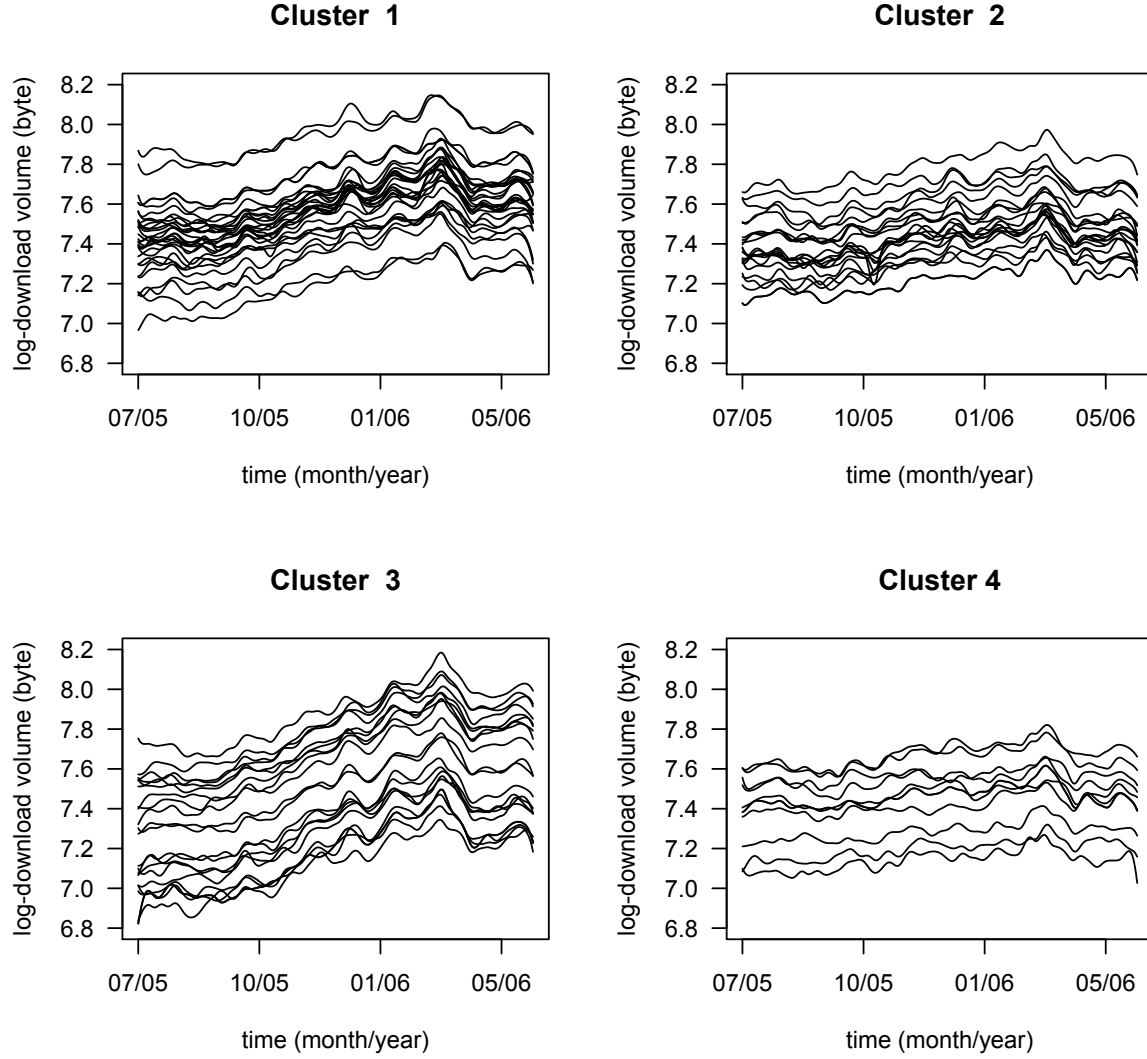 Cluster 1
log-download volume (byte)
8.2
8.0
7.8
7.6
7.4
7.2
7.0
6.8
07/05 10/05 01/06 05/06
time (month/year)
Cluster 2
log-download volume (byte)
8.2
8.0
7.8
7.6
7.4
7.2
7.0
6.8
07/05 10/05 01/06 05/06
time (month/year)
Cluster 3
log-download volume (byte)
8.2
8.0
7.8
7.6
7.4
7.2
7.0
6.8
07/05 10/05 01/06 05/06
time (month/year)
Cluster 4
log-download volume (byte)
8.2
8.0
7.8
7.6
7.4
7.2
7.0
6.8
07/05 10/05 01/06 05/06
time (month/year)